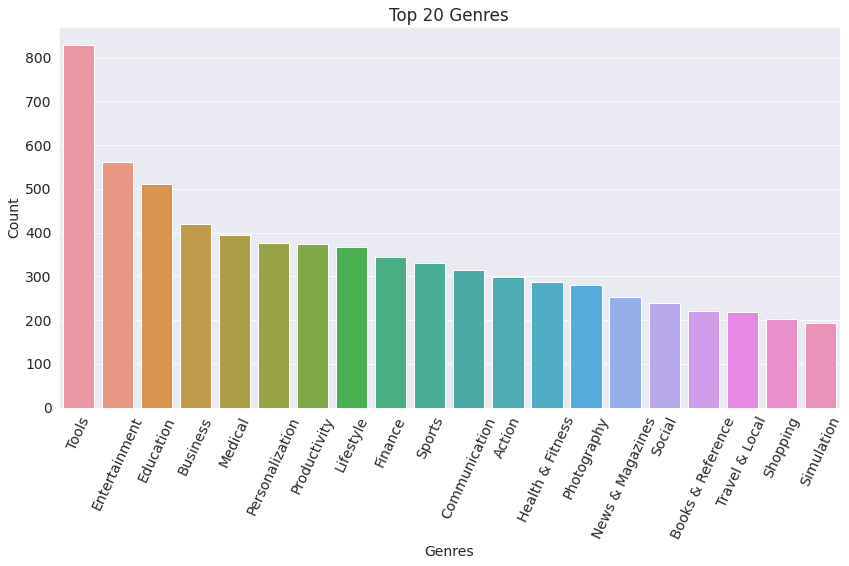 Top 20 Genres
Count
800
700
600
500
400
300
200
100
0
Tools
Entertainment
Education
Business
Medical
Personalization
Productivity
Lifestyle
Finance
Sports
Communication
Action
Health & Fitness
Photography
News & Magazines
Social
Books & Reference
Travel & Local
Shopping
Simulation
Genres